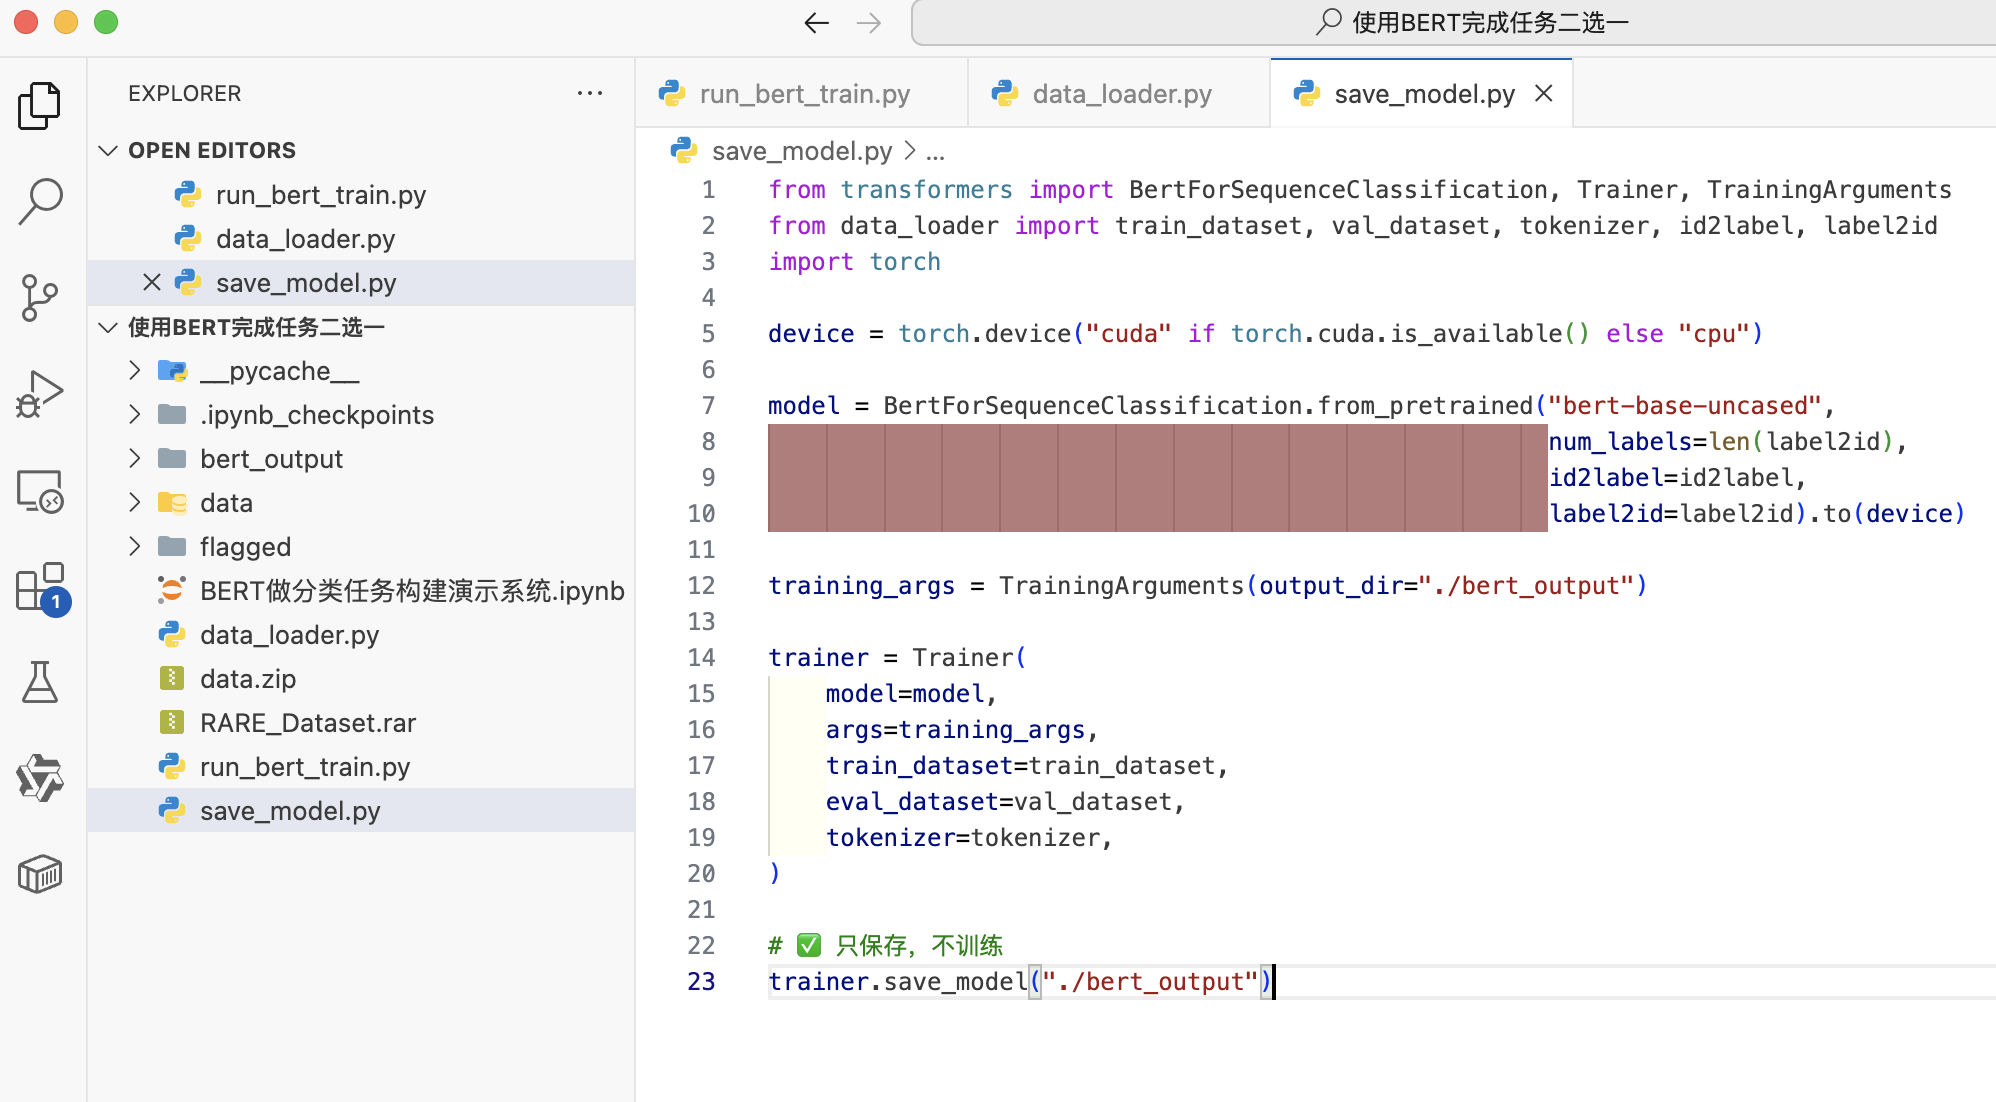 使用BERT完成任务二选一
EXPLORER
OPEN EDITORS
run_bert_train.py
data_loader.py
save_model.py
使用BERT完成任务二选一
__pycache__
.ipynb_checkpoints
bert_output
data
flagged
BERT做分类任务构建演示系统.ipynb
data_loader.py
data.zip
RARE_Dataset.rar
run_bert_train.py
save_model.py
1
run_bert_train.py
data_loader.py
save_model.py
save_model.py > ...
1 from transformers import BertForSequenceClassification, Trainer, TrainingArguments
2 from data_loader import train_dataset, val_dataset, tokenizer, id2label, label2id
3 import torch
4
5 device = torch.device("cuda" if torch.cuda.is_available() else "cpu")
6
7 model = BertForSequenceClassification.from_pretrained("bert-base-uncased",
8 num_labels=len(label2id),
9 id2label=id2label,
10 label2id=label2id).to(device)
11
12 training_args = TrainingArguments(output_dir="./bert_output")
13
14 trainer = Trainer(
15 model=model,
16 args=training_args,
17 train_dataset=train_dataset,
18 eval_dataset=val_dataset,
19 tokenizer=tokenizer,
20 )
21
22 # ✅ 只保存，不训练
23 trainer.save_model("./bert_output")